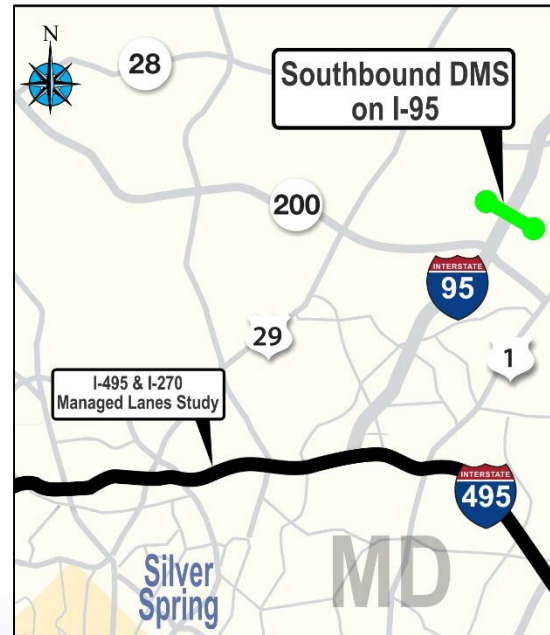 N
28
Southbound DMS
on I-95
200
INTERSTATE
95
29
1
I-495 & I-270
Managed Lanes Study
INTERSTATE
495
MD
Silver
Spring